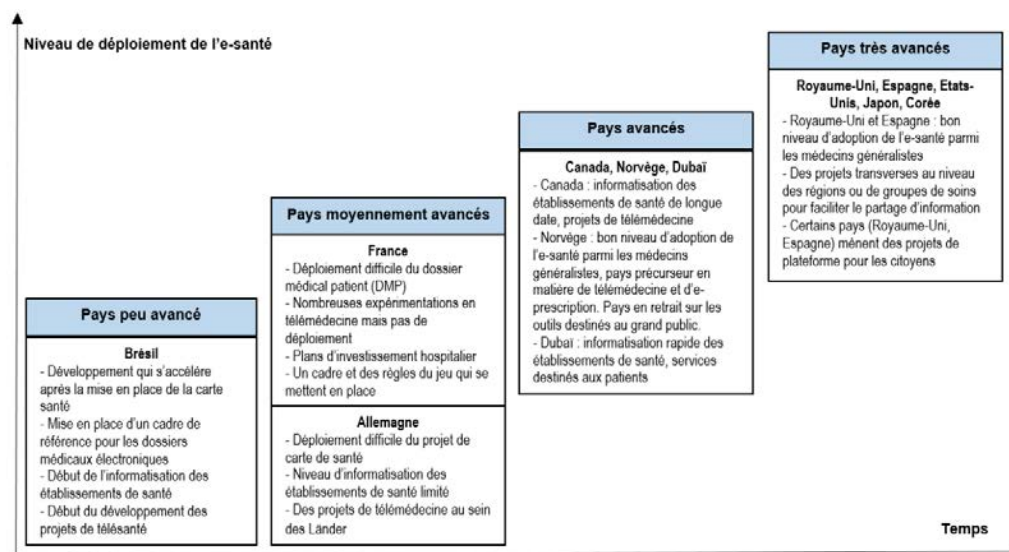 Niveau de déploiement de l'e-santé
Pays peu avancé
Brésil
- Développement qui s'accélére
après la mise en place de la carte
santé
- Mise en place d'un cadre de
référence pour les dossiers
médicaux électroniques
- Début de l'informatisation des
établissements de santé
- Début du développement des
projets de télésanté
Pays moyennement avancés
France
- Déploiement difficile du dossier
médical patient (DMP)
- Nombreuses expérimentations en
télémédecine mais pas de
déploiement
- Plans d'investissement hospitalier
- Un cadre et des règles du jeu qui se
mettent en place
Allemagne
- Déploiement difficile du projet de
carte de santé
- Niveau d'informatisation des
établissements de santé limité
- Des projets de télémédecine au sein
des Länder
Pays avancés
Canada, Norvège, Dubaï
- Canada : informatisation des
établissements de santé de longue
date, projets de télémédecine
- Norvège : bon niveau d'adoption de
l'e-santé parmi les médecins
généralistes, pays précurseur en
matière de télémédecine et d'e-
prescription. Pays en retrait sur les
outils destinés au grand public.
- Dubaï : informatisation rapide des
établissements de santé, services
destinés aux patients
Pays très avancés
Royaume-Uni, Espagne, Etats-
Unis, Japon, Corée
- Royaume-Uni et Espagne : bon
niveau d'adoption de l'e-santé parmi
les médecins généralistes
- Des projets transverses au niveau
des régions ou de groupes de soins
pour faciliter le partage d'information
- Certains pays (Royaume-Uni,
Espagne) mènent des projets de
plateforme pour les citoyens
Temps